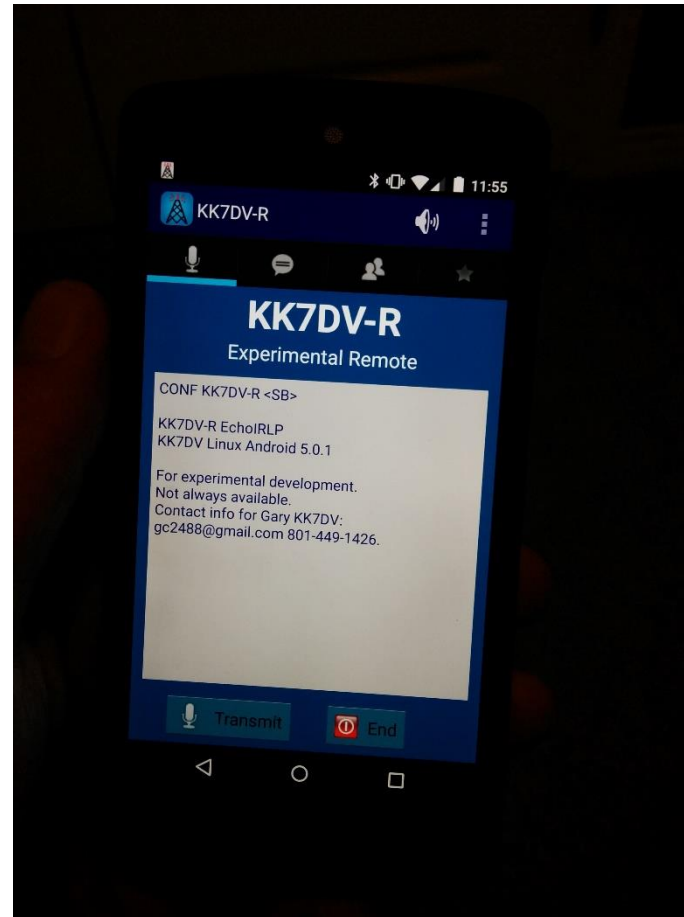 11:55
KK7DV-R
KK7DV-R
Experimental Remote
CONF KK7DV-R <SB>
KK7DV-R EchoIRLP
KK7DV Linux Android 5.0.1
For experimental development.
Not always available.
Contact info for Gary KK7DV:
gc2488@gmail.com 801-449-1426.
Transmit
End